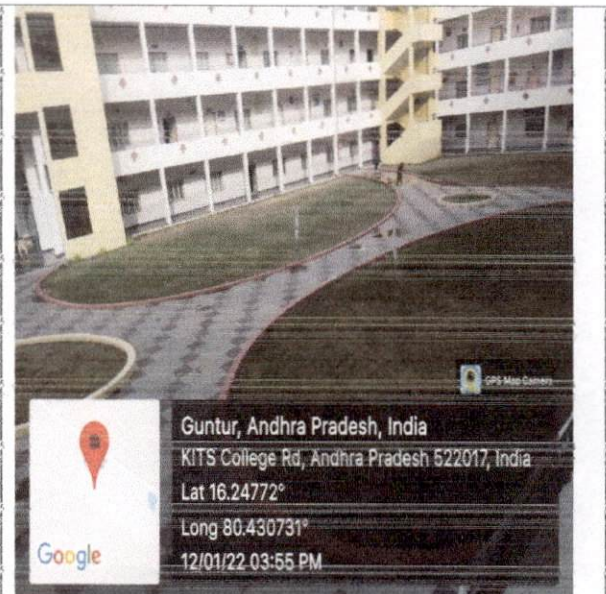 GPS Map Camera
Guntur, Andhra Pradesh, India
KITS College Rd, Andhra Pradesh 522017, India
Lat 16.24772°
Long 80.430731°
12/01/22 03:55 PM
Google